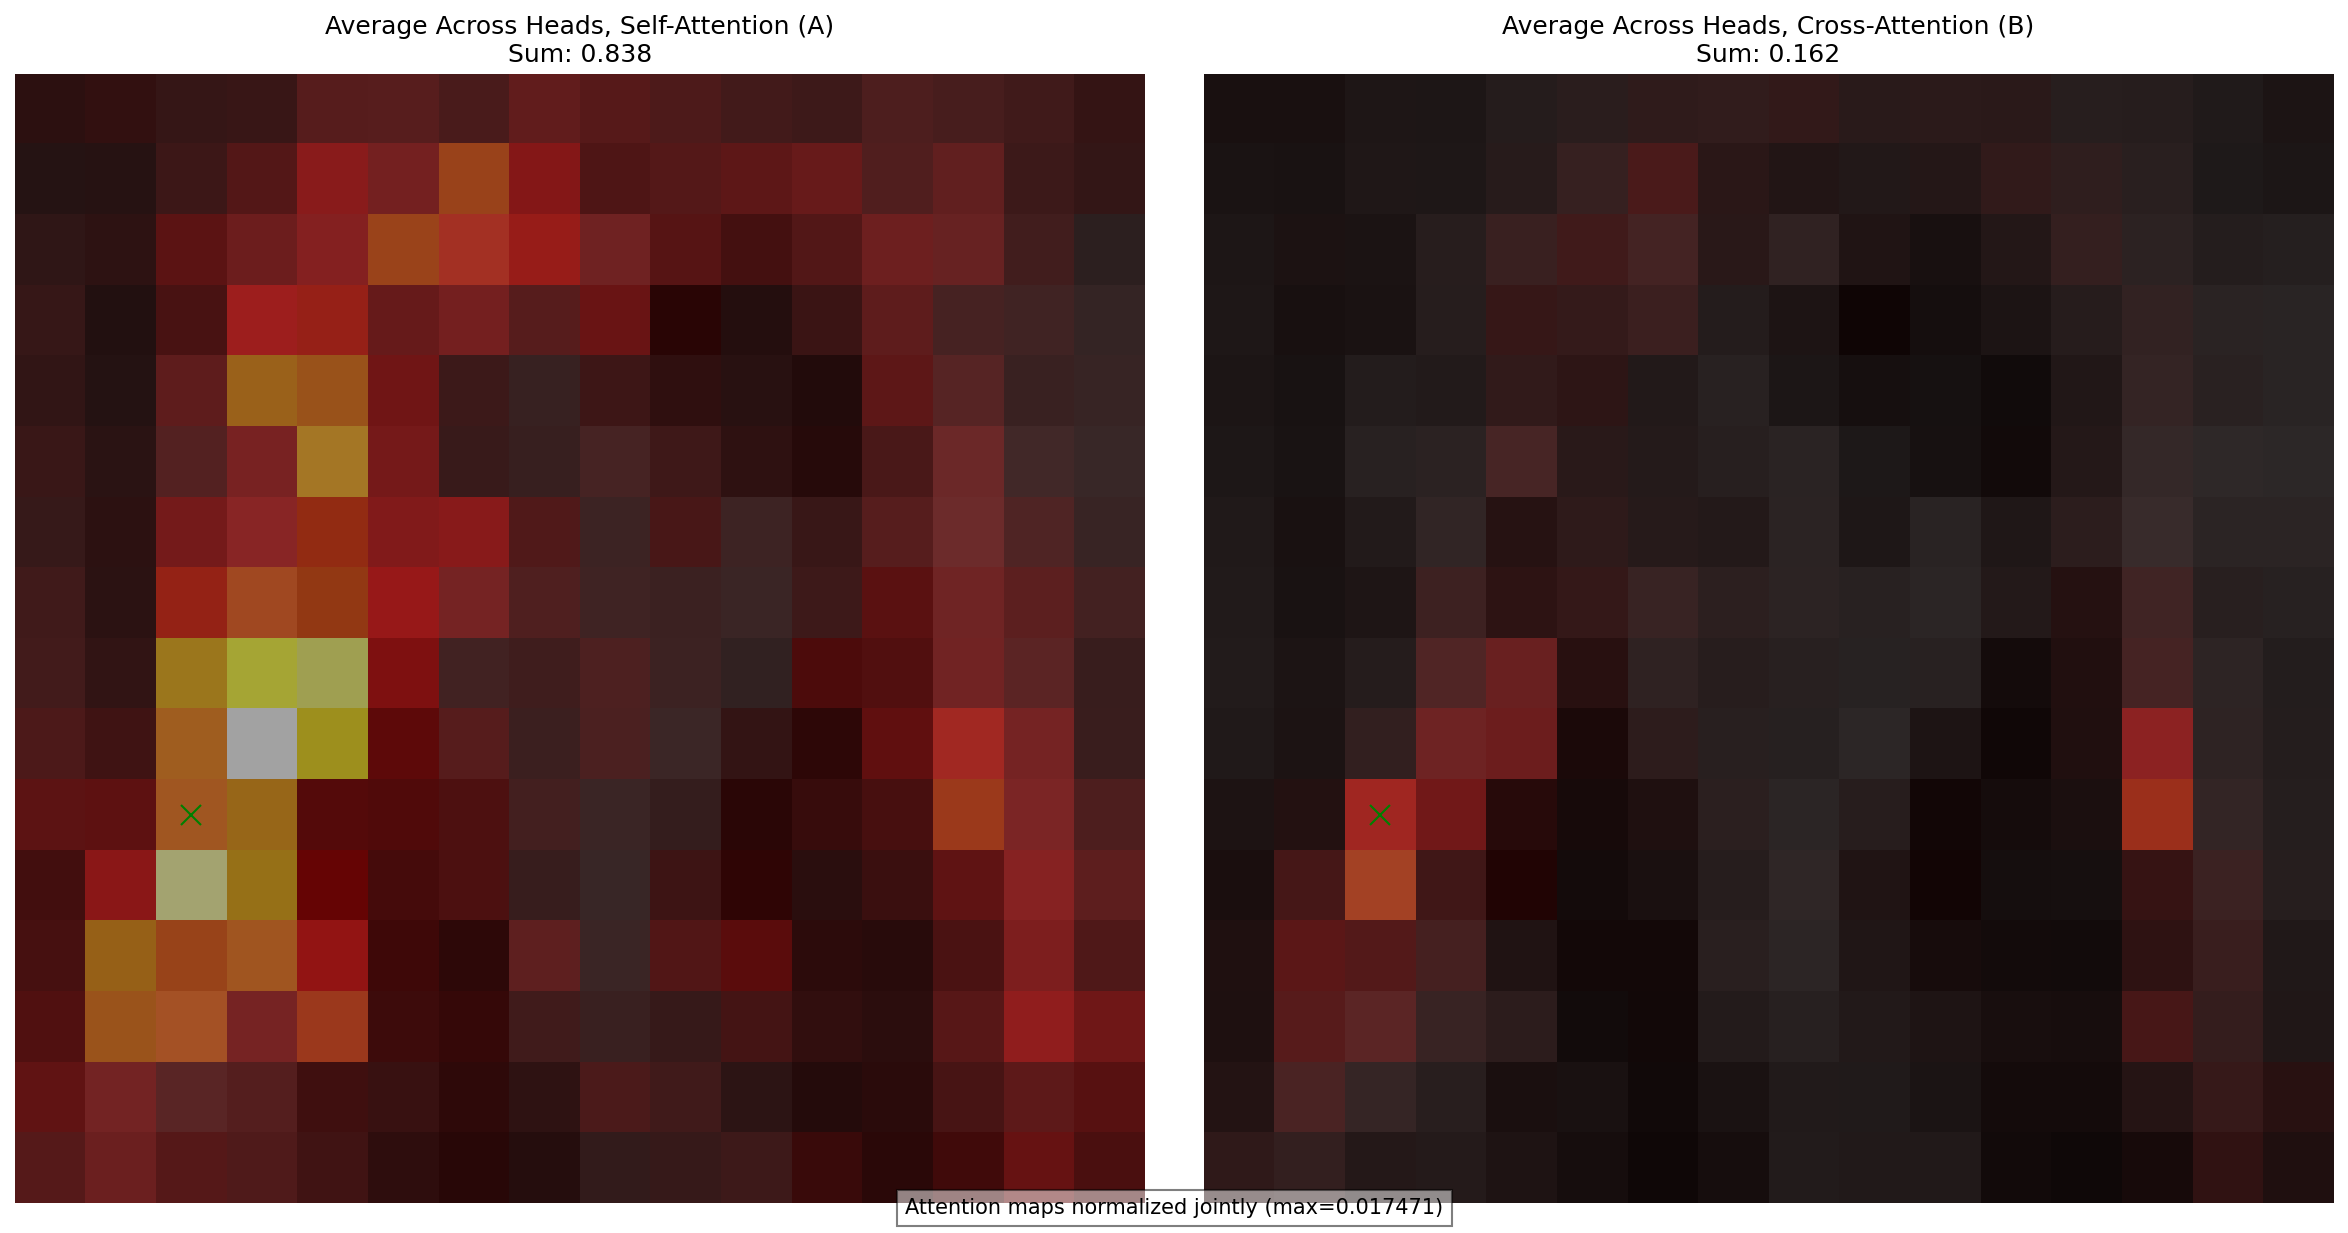 Average Across Heads, Self-Attention (A)
Sum: 0.838
Average Across Heads, Cross-Attention (B)
Sum: 0.162
Attention maps normalized jointly (max=0.017471)